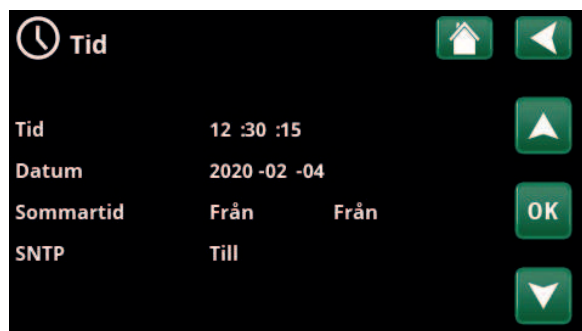 Tid
Tid 12 :30 :15
Datum 2020 -02 -04
Sommartid Från Från
OK
SNTP Till